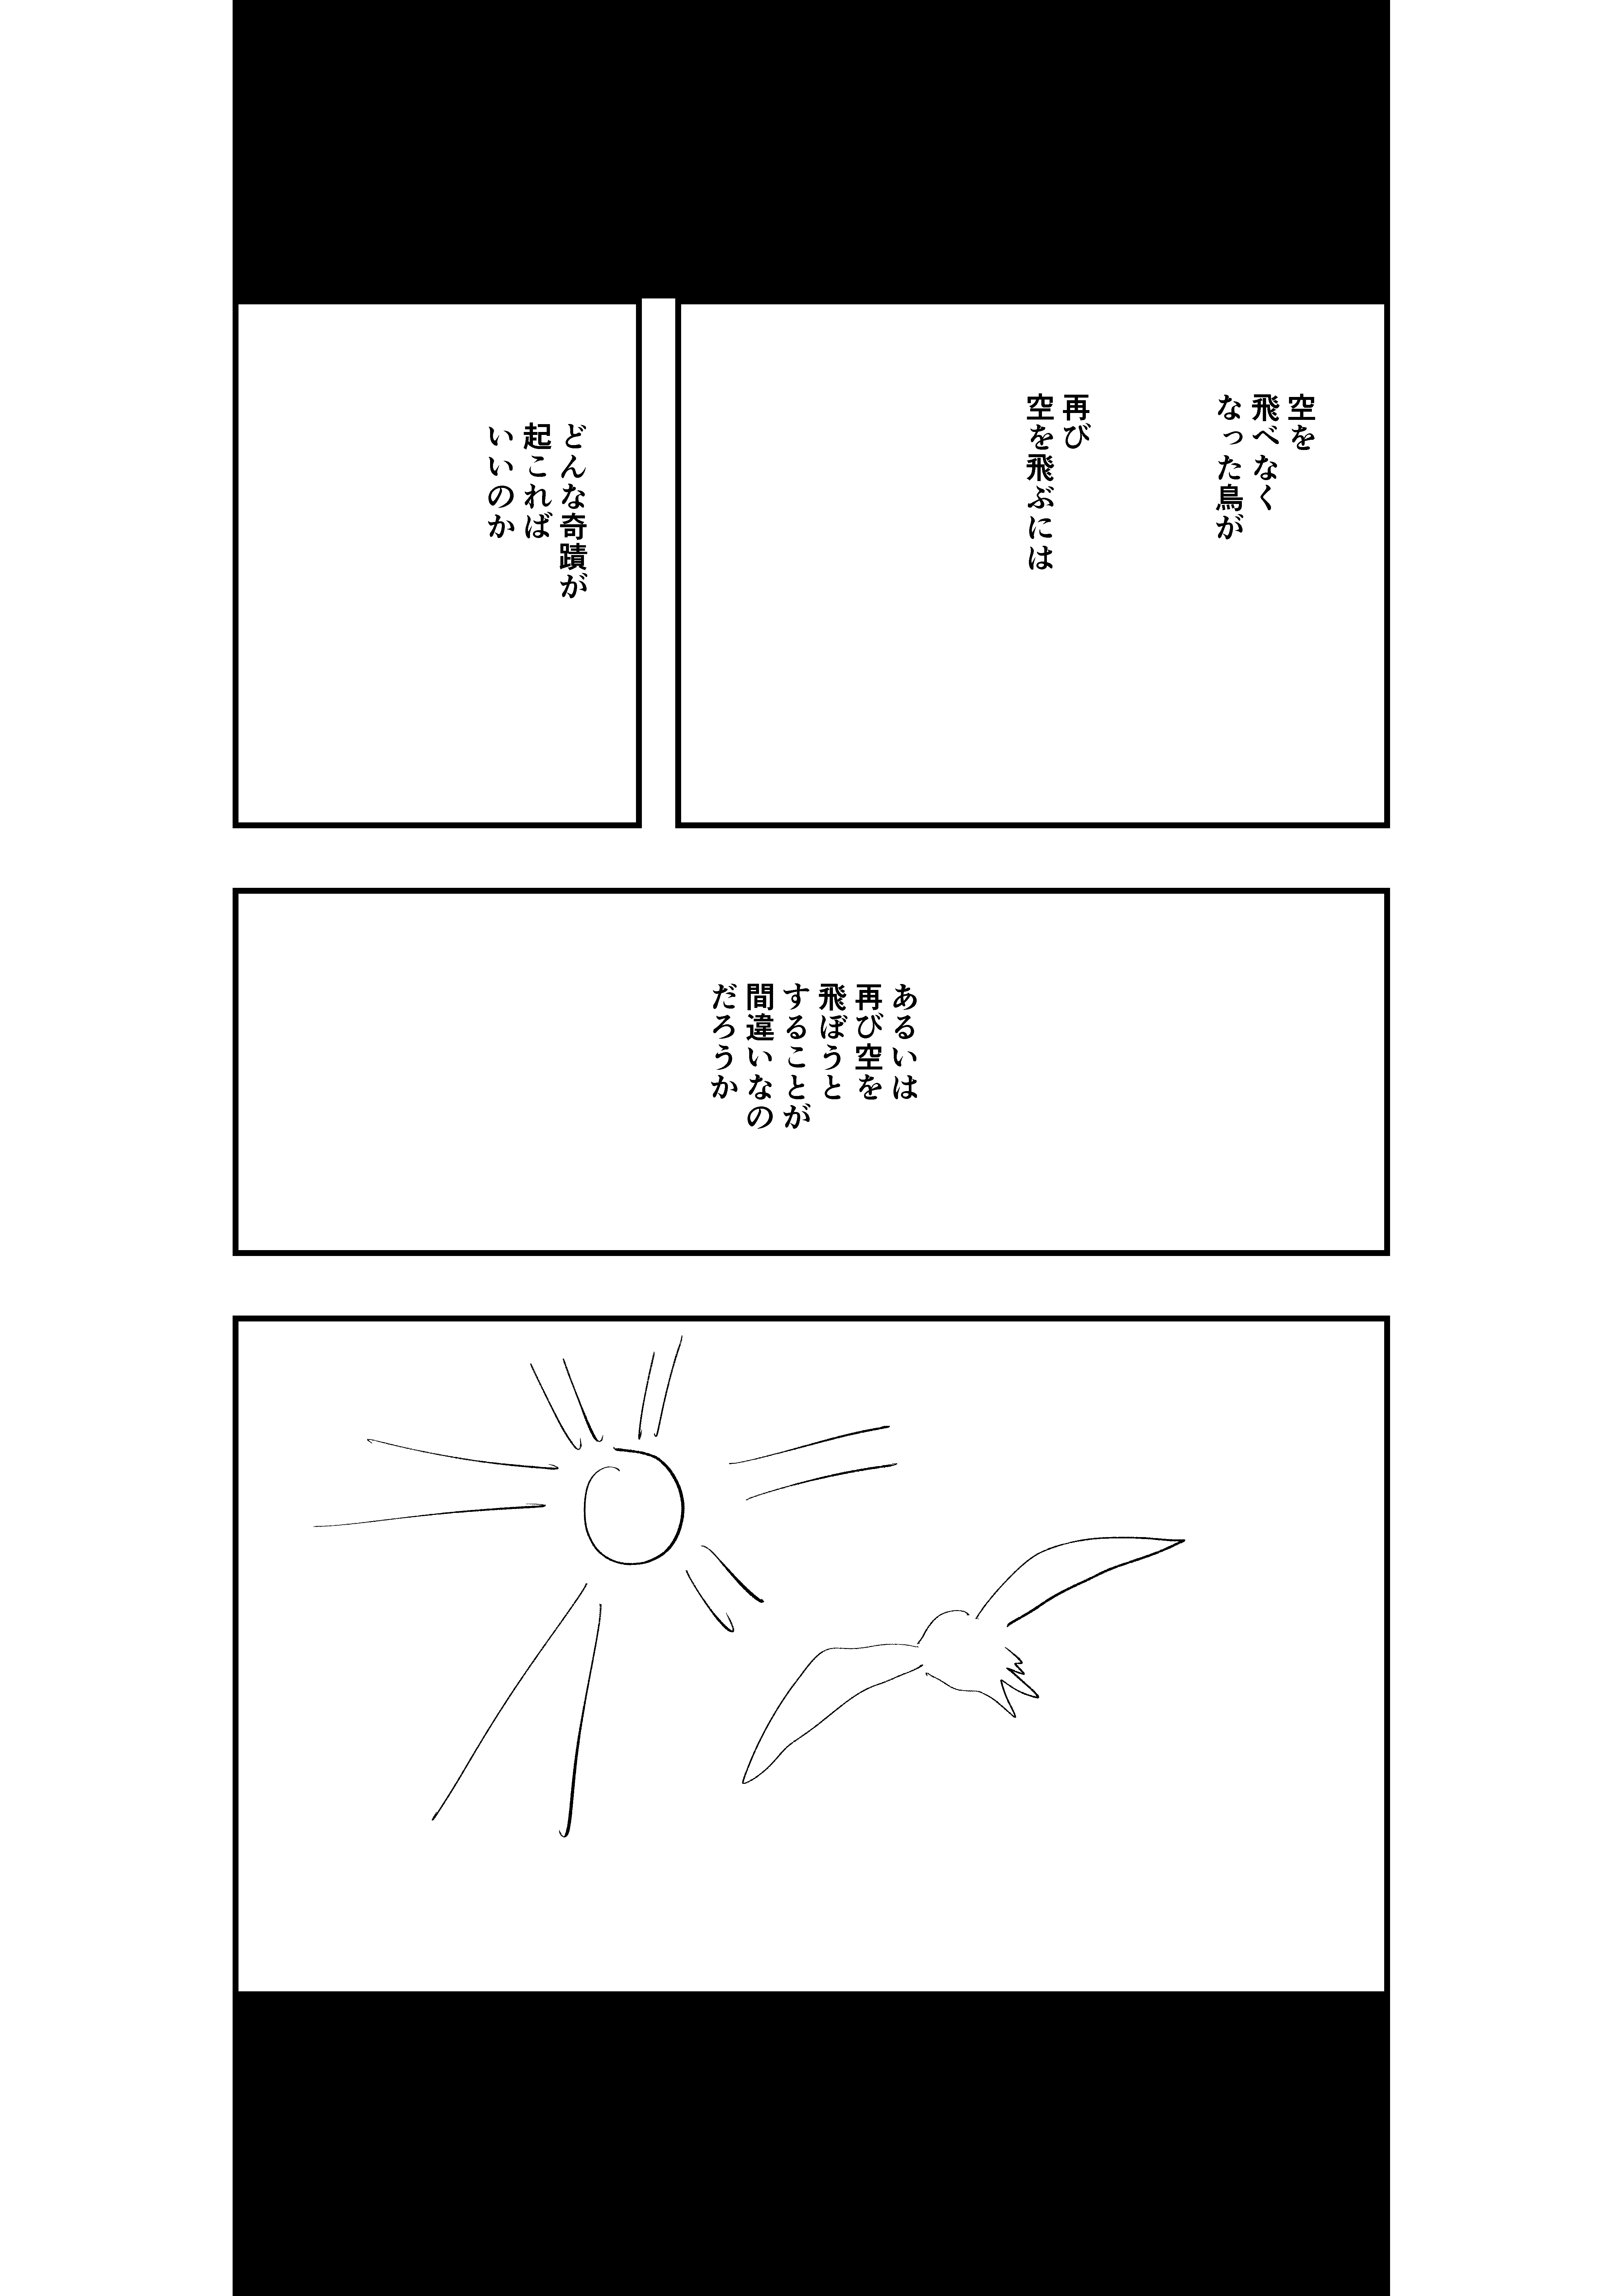 空を
飛べなく
なった鳥が
再び
空を飛ぶには
どんな奇蹟が
起これば
いいのか
あるいは
再び空を
飛ぼうと
することが
間違いなの
だろうか